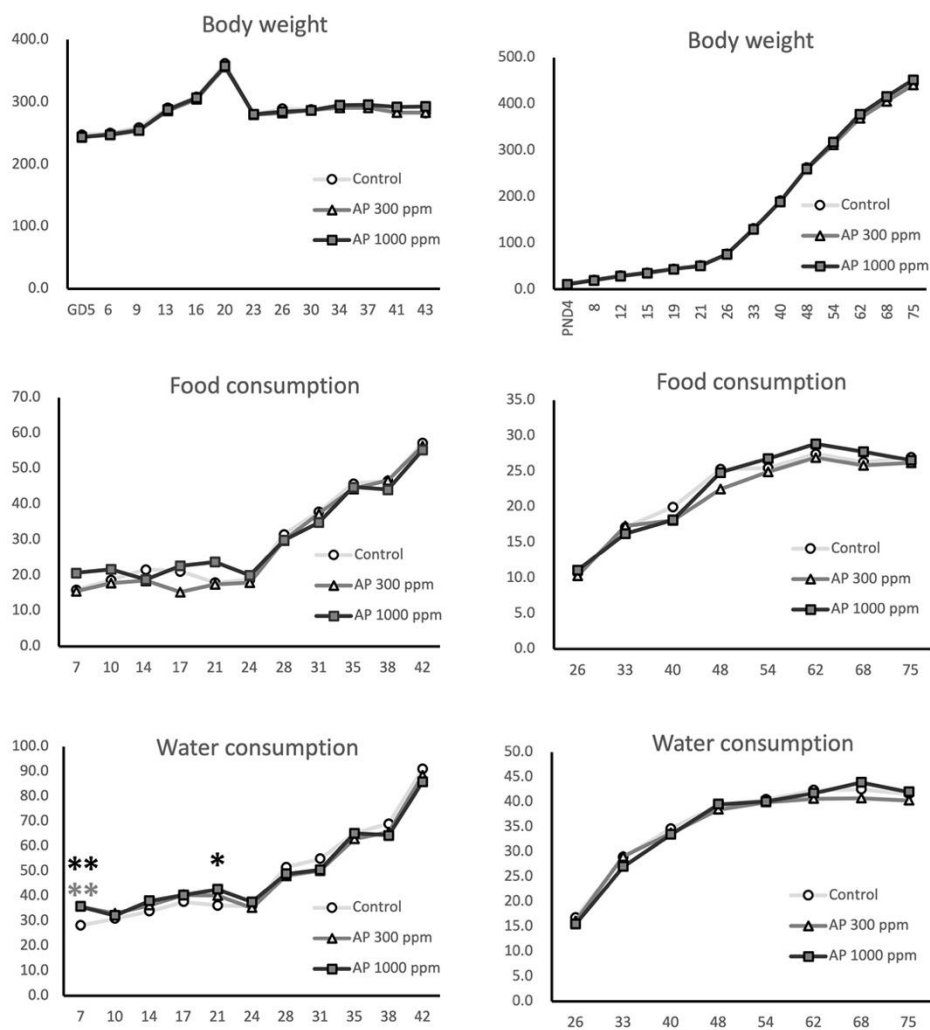 Body weight
400.0
300.0
200.0
100.0
0.0
Control
AP 300 ppm
AP 1000 ppm
GD5 6 9 13 16 20 23 26 30 34 37 41 43
Body weight
500.0
400.0
300.0
200.0
100.0
0.0
Control
AP 300 ppm
AP 1000 ppm
PND4 8 12 15 19 21 26 33 40 48 54 62 68 75
Food consumption
70.0
60.0
50.0
40.0
30.0
20.0
10.0
0.0
Control
AP 300 ppm
AP 1000 ppm
7 10 14 17 21 24 28 31 35 38 42
Food consumption
35.0
30.0
25.0
20.0
15.0
10.0
5.0
0.0
Control
AP 300 ppm
AP 1000 ppm
26 33 40 48 54 62 68 75
Water consumption
100.0
90.0
80.0
70.0
60.0
50.0
40.0
30.0
20.0
10.0
0.0
**
**
*
Control
AP 300 ppm
AP 1000 ppm
7 10 14 17 21 24 28 31 35 38 42
Water consumption
50.0
45.0
40.0
35.0
30.0
25.0
20.0
15.0
10.0
5.0
0.0
Control
AP 300 ppm
AP 1000 ppm
26 33 40 48 54 62 68 75